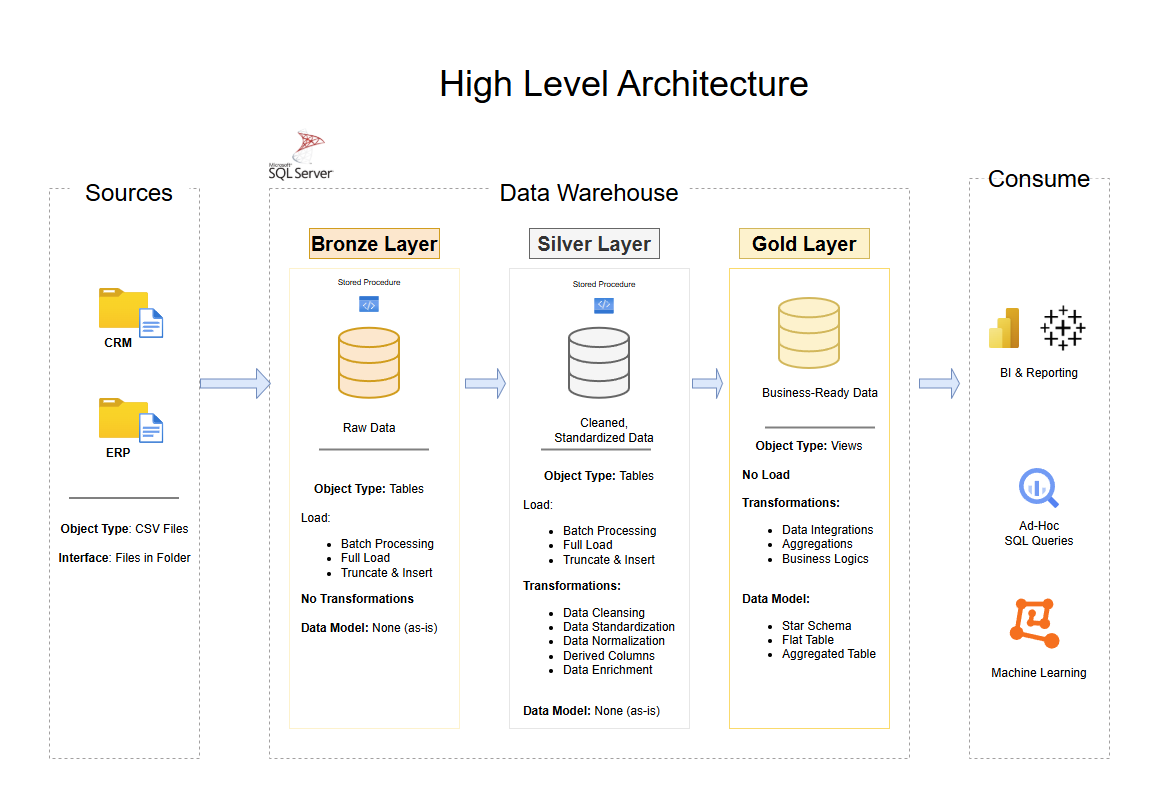 High Level Architecture
Microsoft
SQL Server
Sources
CRM
ERP
Object Type: CSV Files
Interface: Files in Folder
Data Warehouse
Bronze Layer
Stored Procedure
Raw Data
Object Type: Tables
Load:
• Batch Processing
• Full Load
• Truncate & Insert
No Transformations
Data Model: None (as-is)
Silver Layer
Stored Procedure
Cleaned,
Standardized Data
Object Type: Tables
Load:
• Batch Processing
• Full Load
• Truncate & Insert
Transformations:
• Data Cleansing
• Data Standardization
• Data Normalization
• Derived Columns
• Data Enrichment
Data Model: None (as-is)
Gold Layer
Business-Ready Data
Object Type: Views
No Load
Transformations:
• Data Integrations
• Aggregations
• Business Logics
Data Model:
• Star Schema
• Flat Table
• Aggregated Table
Consume
BI & Reporting
Ad-Hoc
SQL Queries
Machine Learning